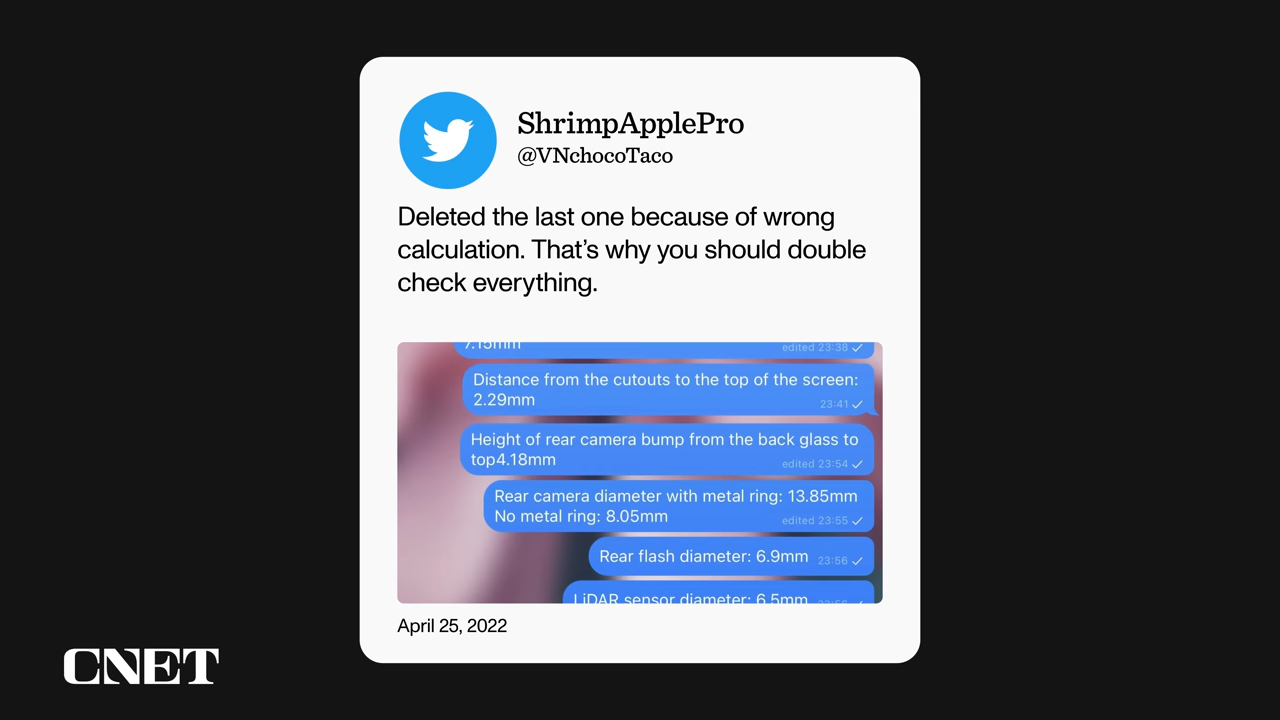 ShrimpApplePro
@VNchocoTaco
Deleted the last one because of wrong
calculation. That's why you should double
check everything.
7.15mm
edited 23:38
Distance from the cutouts to the top of the screen:
2.29mm
23:41
Height of rear camera bump from the back glass to
top4.18mm
edited 23:54
Rear camera diameter with metal ring: 13.85mm
No metal ring: 8.05mm
edited 23:55
Rear flash diameter: 6.9mm
23:56
LiDAR sensor diameter: 6.5mm
April 25, 2022
CNET